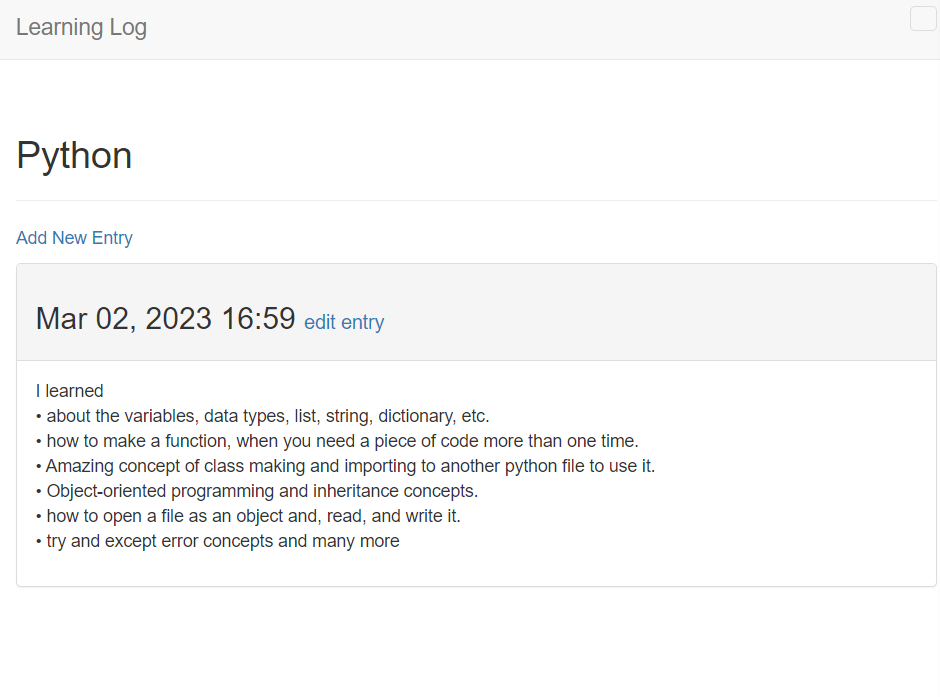 Learning Log
Python
Add New Entry
Mar 02, 2023 16:59 edit entry
I learned
• about the variables, data types, list, string, dictionary, etc.
• how to make a function, when you need a piece of code more than one time.
• Amazing concept of class making and importing to another python file to use it.
• Object-oriented programming and inheritance concepts.
• how to open a file as an object and, read, and write it.
• try and except error concepts and many more